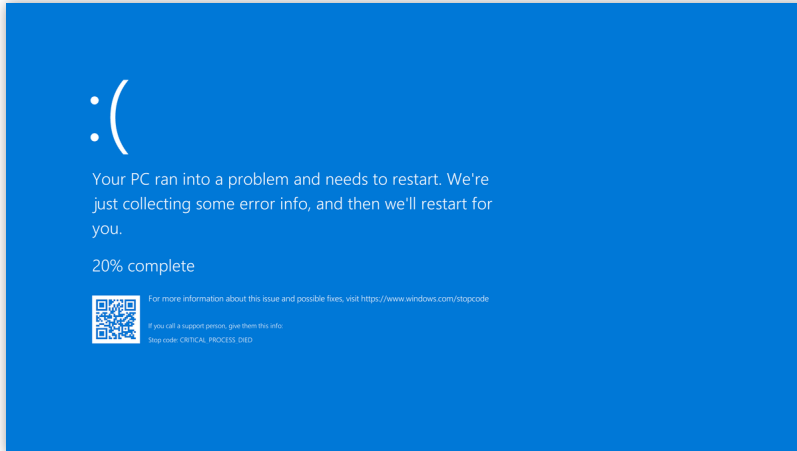 :(
Your PC ran into a problem and needs to restart. We're
just collecting some error info, and then we'll restart for
you.
20% complete
For more information about this issue and possible fixes, visit https://www.windows.com/stopcode
If you call a support person, give them this info:
Stop code: CRITICAL_PROCESS_DIED